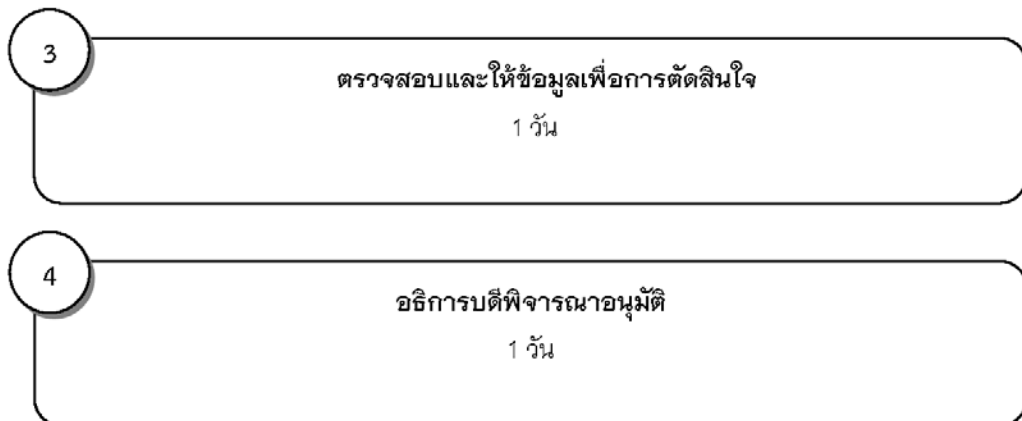 3
ตรวจสอบและให้ข้อมูลเพื่อการตัดสินใจ
1 วัน
4
อธิการบดีพิจารณาอนุมัติ
1 วัน